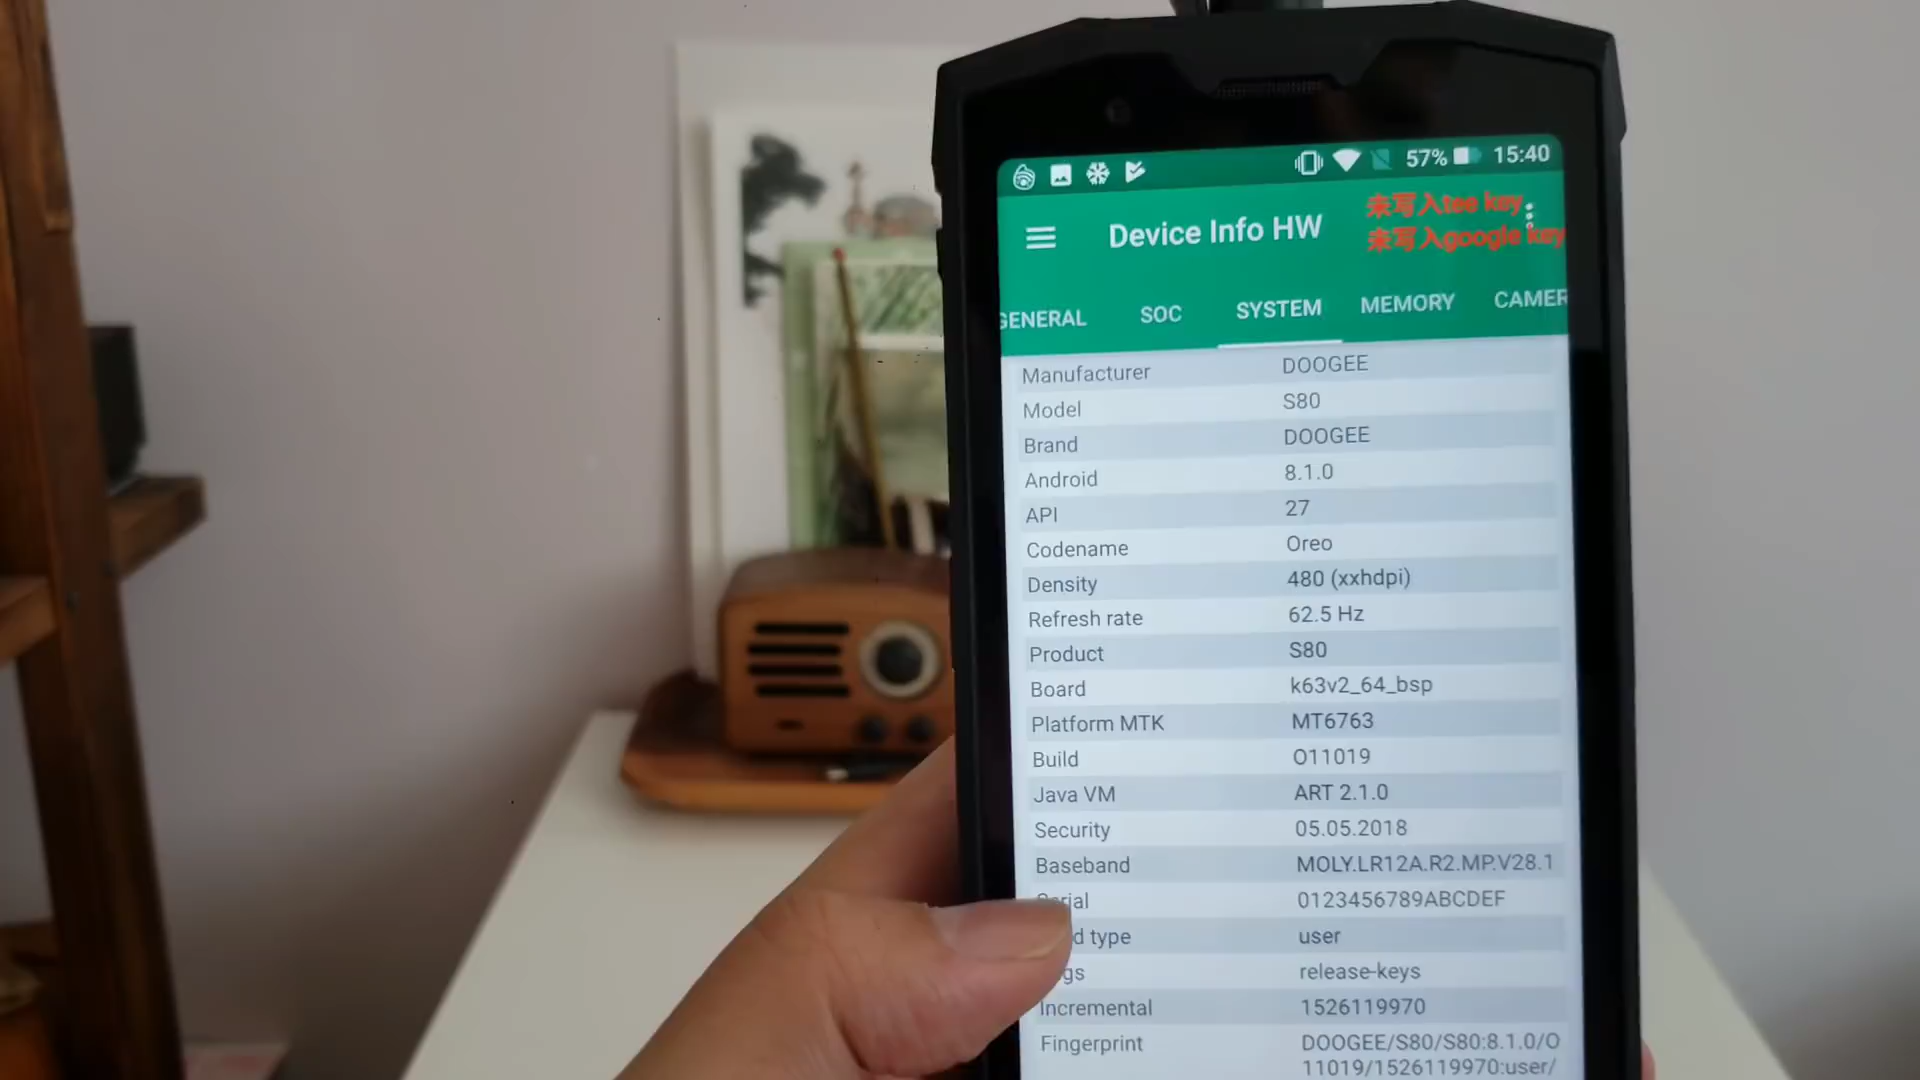 57% 15:40
未写入tee key
Device Info HW
未写入google key
GENERAL SOC SYSTEM MEMORY CAMER
Manufacturer DOOGEE
Model S80
Brand DOOGEE
Android 8.1.0
API 27
Codename Oreo
Density 480 (xxhdpi)
Refresh rate 62.5 Hz
Product S80
Board k63v2_64_bsp
Platform MTK MT6763
Build O11019
Java VM ART 2.1.0
Security 05.05.2018
Baseband MOLY.LR12A.R2.MP.V28.1
Serial 0123456789ABCDEF
d type user
gs release-keys
Incremental 1526119970
Fingerprint DOOGEE/S80/S80:8.1.0/O
11019/1526119970:user/